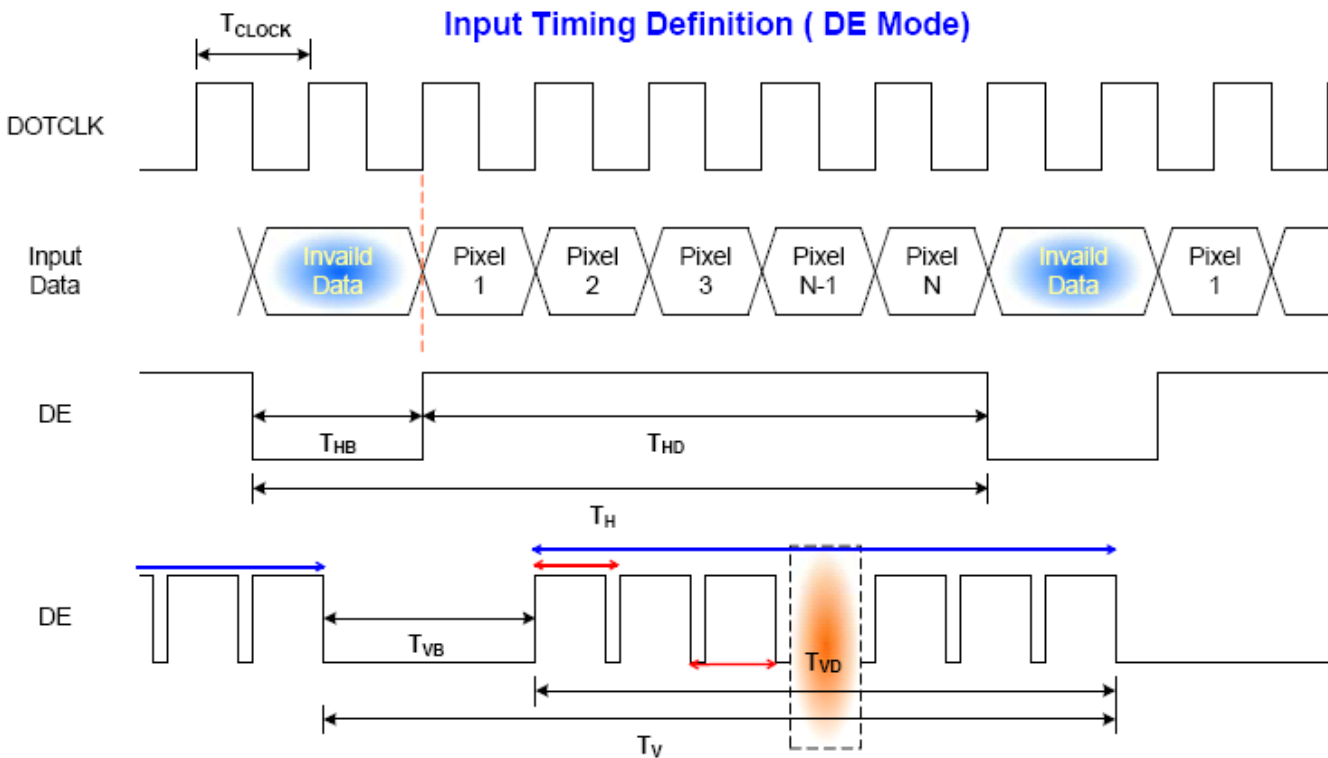 Input Timing Definition ( DE Mode)
TCLOCK
DOTCLK
Input
Data
Invaild
Data
Pixel
1
Pixel
2
Pixel
3
Pixel
N-1
Pixel
N
Invaild
Data
Pixel
1
DE
THB
THD
TH
DE
TVB
TVD
TV